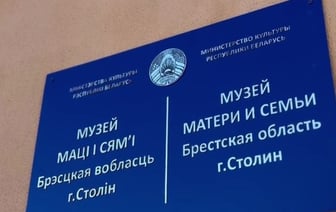 МІНІСТЭРСТВА КУЛЬТУРЫ
РЭСПУБЛІКІ БЕЛАРУСЬ
МУЗЕЙ
МАЦІ І СЯМ'І
Брэсцкая вобласць
г.Столін
МИНИСТЕРСТВО КУЛЬТУРЫ
РЕСПУБЛИКИ БЕЛАРУСЬ
МУЗЕЙ
МАТЕРИ И СЕМЬИ
Брестская область
г.Столин